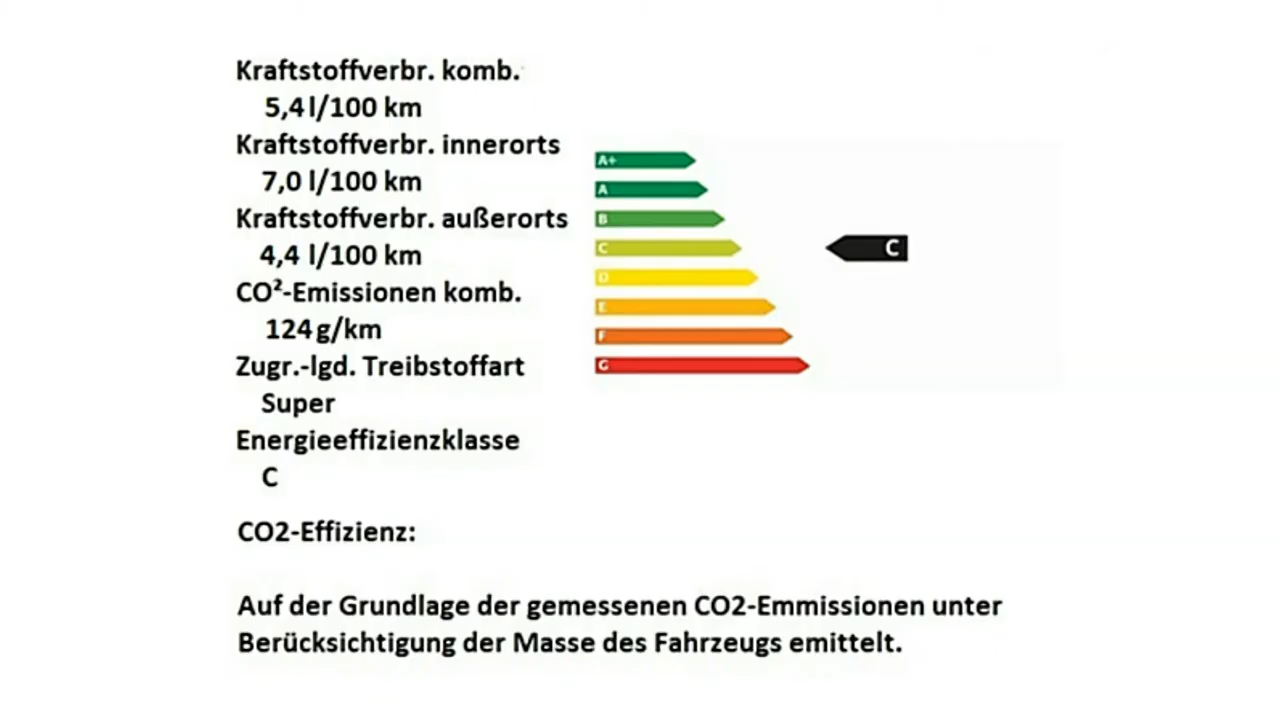 Kraftstoffverbr. komb.
5,4 l/100 km
Kraftstoffverbr. innerorts
7,0 l/100 km
Kraftstoffverbr. außerorts
4,4 l/100 km
CO²-Emissionen komb.
124 g/km
Zugr.-lgd. Treibstoffart
Super
Energieeffizienzklasse
C
A+
A
B
C
D
E
F
G
C
CO2-Effizienz:
Auf der Grundlage der gemessenen CO2-Emmissionen unter
Berücksichtigung der Masse des Fahrzeugs emittelt.